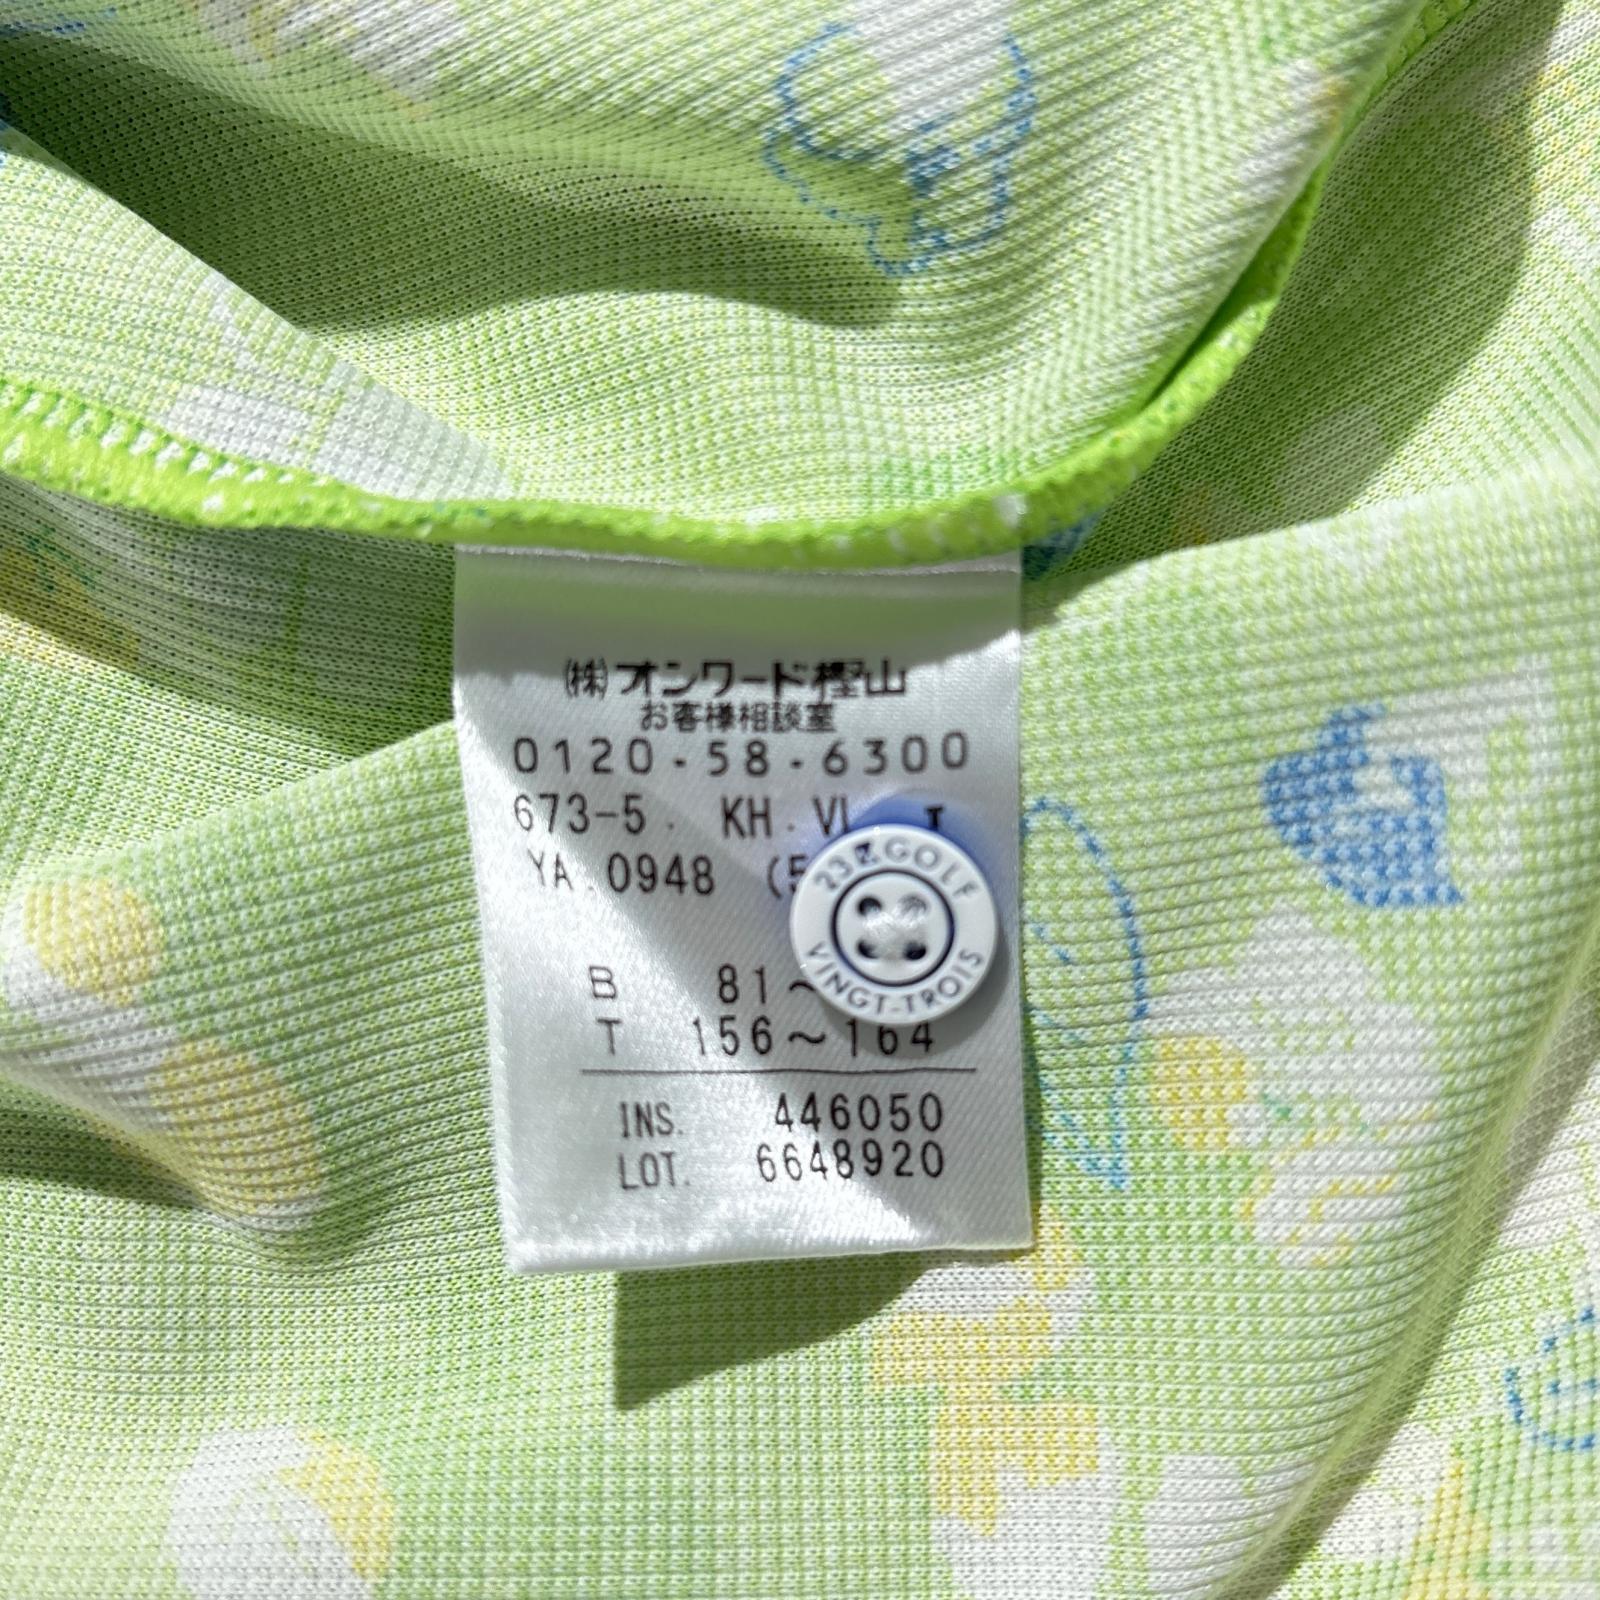 (株)オンワード樫山
お客様相談室
0120-58-6300
673-5. KH.VI
YA.0948 (5
B 81~
T 156~164
INS. 446050
LOT. 6648920
23区GOLF
VINGT-TROIS